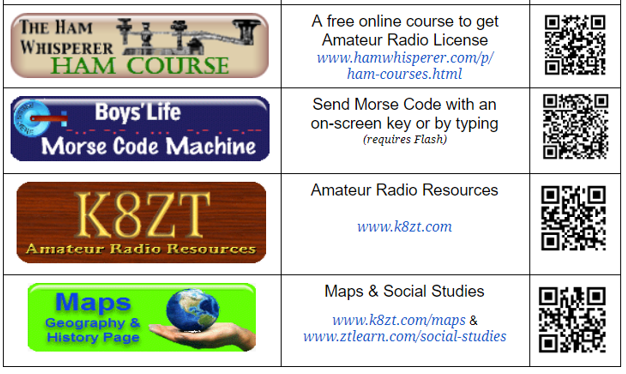 THE HAM
WHISPERER
HAM COURSE
A free online course to get
Amateur Radio License
www.hamwhisperer.com/p/
ham-courses.html
Boys' Life
Morse Code Machine
Send Morse Code with an
on-screen key or by typing
(requires Flash)
K8ZT
Amateur Radio Resources
Amateur Radio Resources
www.k8zt.com
Maps
Geography &
History Page
Maps & Social Studies
www.k8zt.com/maps &
www.ztlearn.com/social-studies